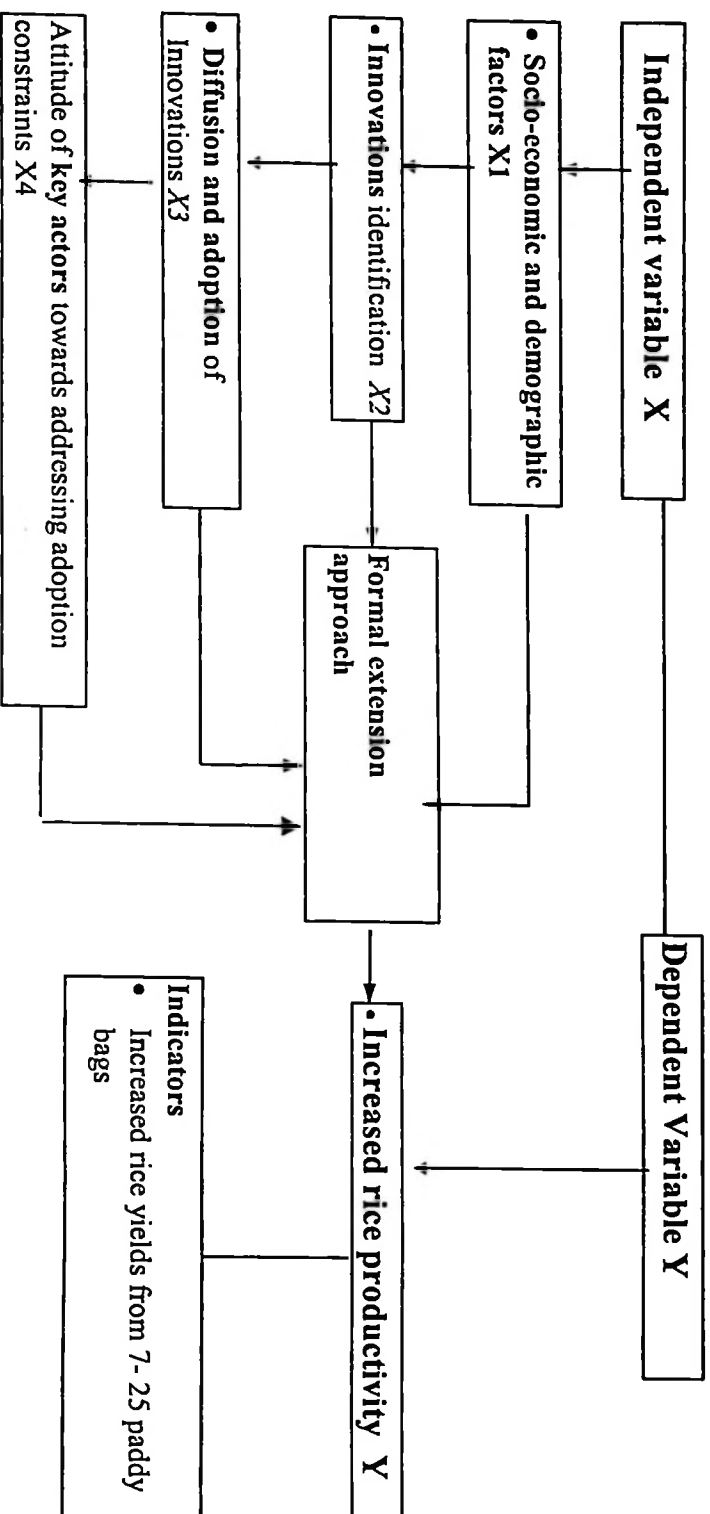 Independent variable X
Dependent Variable Y
• Socio-economic and demographic
factors X1
• Innovations identification X2
• Diffusion and adoption of
Innovations X3
Attitude of key actors towards addressing adoption
constraints X4
Formal extension
approach
• Increased rice productivity Y
Indicators
• Increased rice yields from 7- 25 paddy
bags